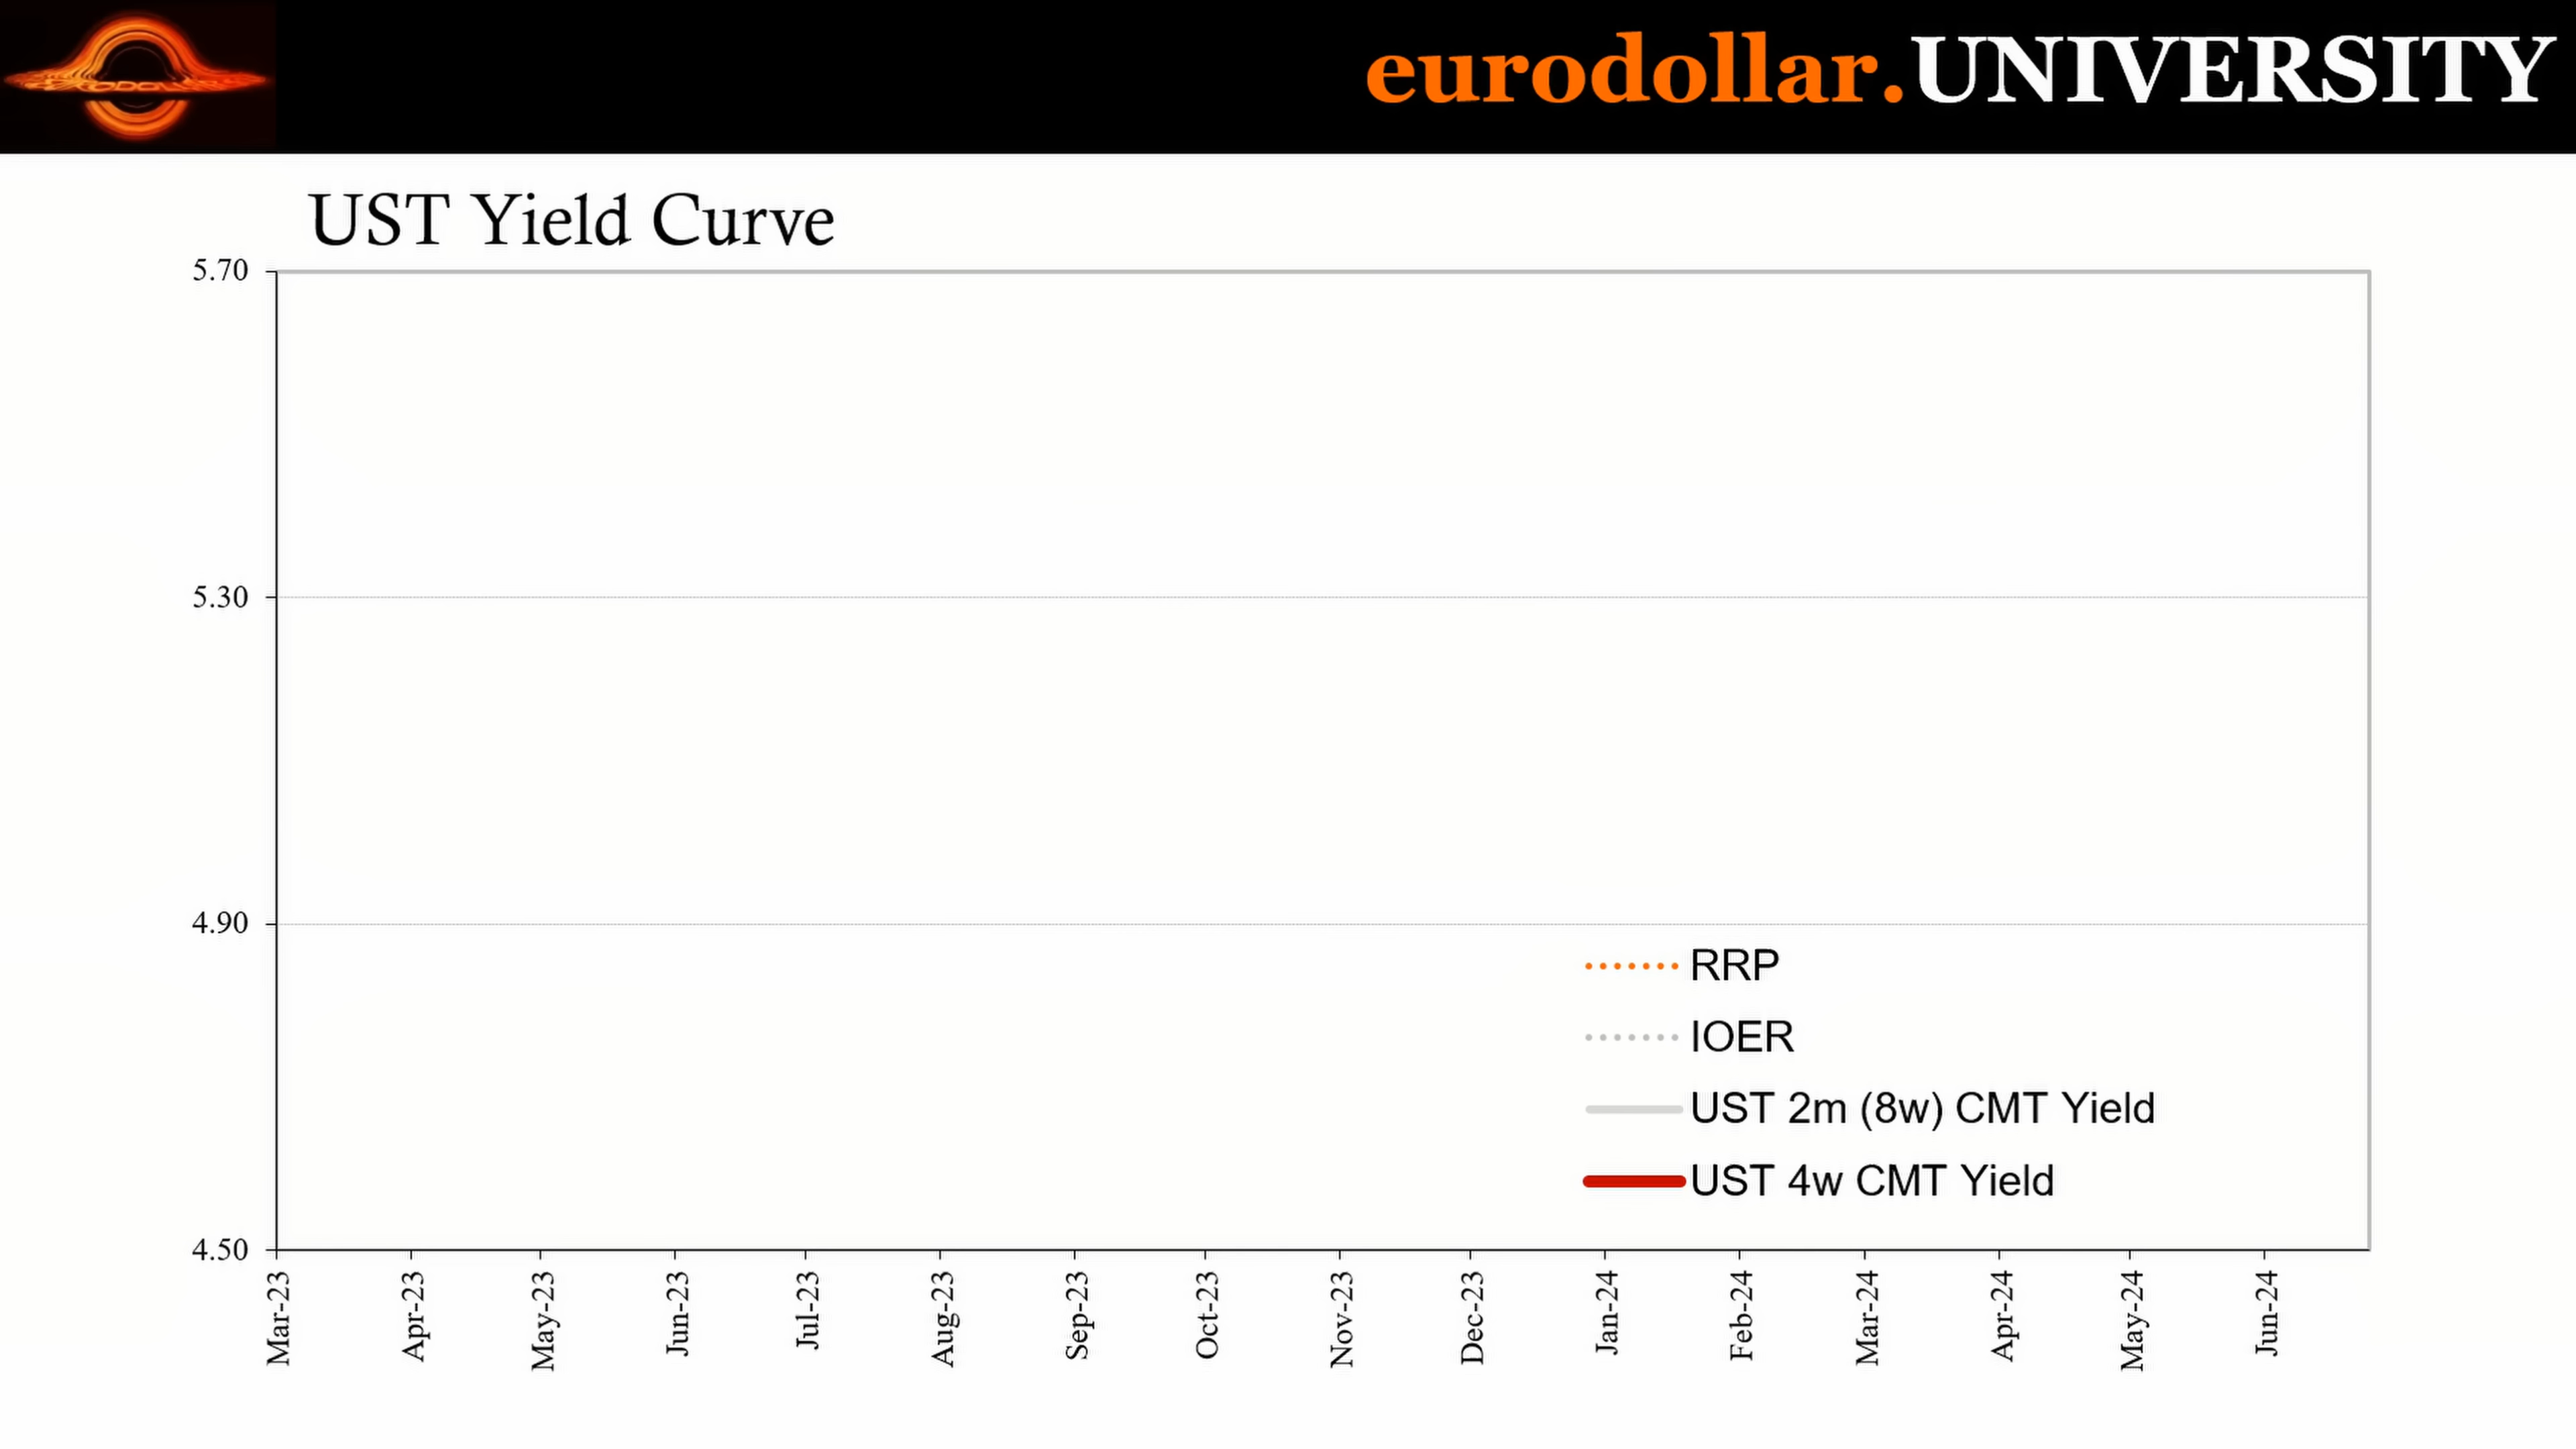 eurodollar.UNIVERSITY
UST Yield Curve
5.70
5.30
4.90
4.50
RRP
IOER
UST 2m (8w) CMT Yield
UST 4w CMT Yield
Mar-23
Apr-23
May-23
Jun-23
Jul-23
Aug-23
Sep-23
Oct-23
Nov-23
Dec-23
Jan-24
Feb-24
Mar-24
Apr-24
May-24
Jun-24